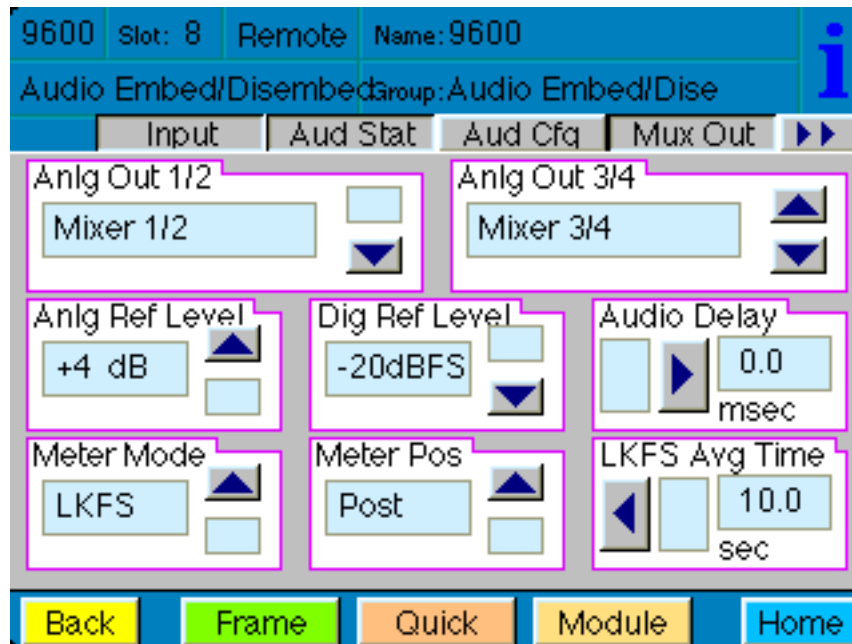 9600 Slot: 8 Remote Name: 9600
Audio Embed/Disembed Group: Audio Embed/Dise
Input Aud Stat Aud Cfg Mux Out
Anlg Out 1/2 Anlg Out 3/4
Mixer 1/2 Mixer 3/4
Anlg Ref Level Dig Ref Level Audio Delay
+4 dB -20dBFS 0.0
msec
Meter Mode Meter Pos LKFS Avg Time
LKFS Post 10.0
sec
Back Frame Quick Module Home